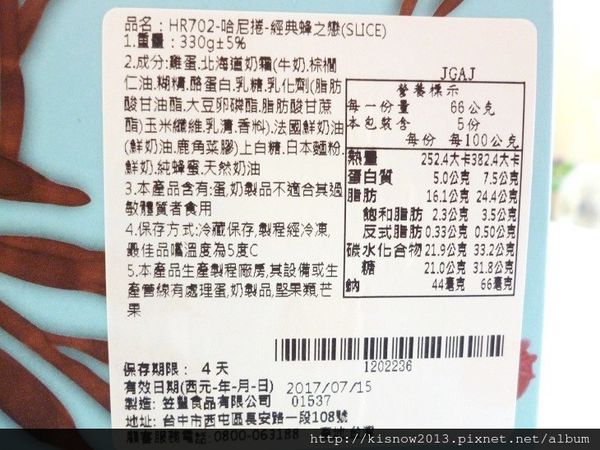 品名：HR702-哈尼捲-經典蜂之戀(SLICE)
1.重量：330g±5%
2.成分:雞蛋,北海道奶霜(牛奶,棕櫚
仁油,糊精,酪蛋白,乳糖,乳化劑(脂肪
酸甘油酯,大豆卵磷酯,脂肪酸甘蔗
酯)玉米纖維,乳清,香料),法國鮮奶油
(鮮奶油,鹿角菜膠)上白糖,日本麵粉,
鮮奶,純蜂蜜,天然奶油
3.本產品含有:蛋,奶製品不適合其過
敏體質者食用
4.保存方式:冷藏保存,製程經冷凍,
最佳品嚐溫度為5度C
5.本產品生產製程廠房,其設備或生
產管線有處理蛋,奶製品,堅果類,芒
果
JGAJ
營養標示
每一份量 66公克
本包裝含 5份
每份 每100公克
熱量 252.4大卡 382.4大卡
蛋白質 5.0公克 7.5公克
脂肪 16.1公克 24.4公克
飽和脂肪 2.3公克 3.5公克
反式脂肪 0.33公克 0.50公克
碳水化合物 21.9公克 33.2公克
糖 21.0公克 31.8公克
鈉 44毫克 66毫克
1202236
保存期限： 4 天
有效日期(西元-年-月-日) 2017/07/15
製造: 笠豐食品有限公司 01537
地址: 台中市西屯區長安路一段108號
顧客服務電話:0800-063188 產地:台灣
http://kisnow2013.pixnet.net/album